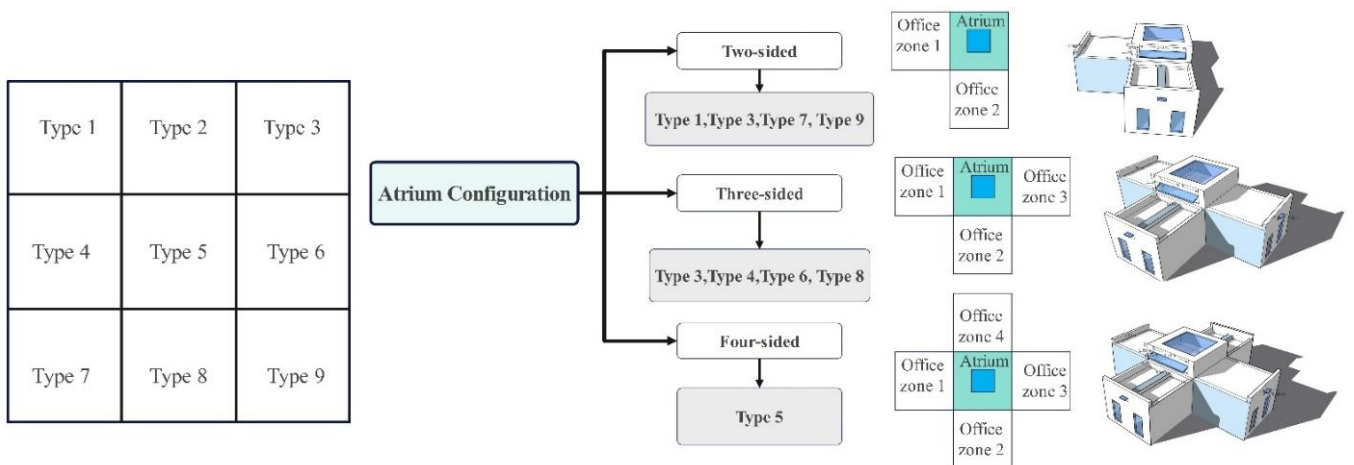 Type 1
Type 2
Type 3
Type 4
Type 5
Type 6
Type 7
Type 8
Type 9
Atrium Configuration
Two-sided
Type 1,Type 3,Type 7, Type 9
Three-sided
Type 3,Type 4,Type 6, Type 8
Four-sided
Type 5
Office
zone 1
Atrium
Office
zone 2
Office
zone 1
Atrium
Office
zone 3
Office
zone 2
Office
zone 4
Office
zone 1
Atrium
Office
zone 3
Office
zone 2